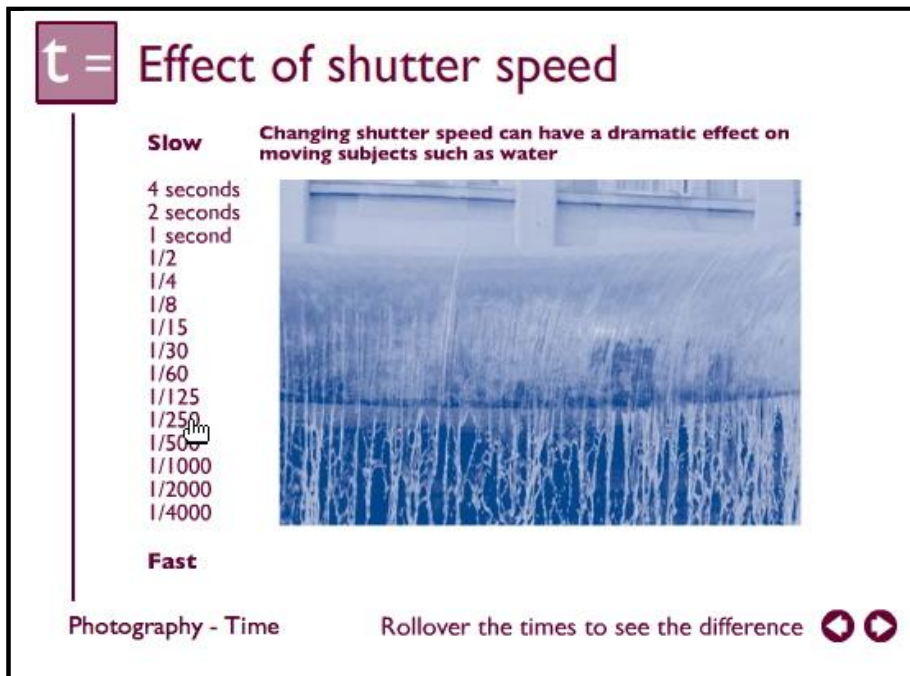 t =
Effect of shutter speed
Slow
Changing shutter speed can have a dramatic effect on
moving subjects such as water
4 seconds
2 seconds
1 second
1/2
1/4
1/8
1/15
1/30
1/60
1/125
1/250
1/500
1/1000
1/2000
1/4000
Fast
Photography - Time
Rollover the times to see the difference